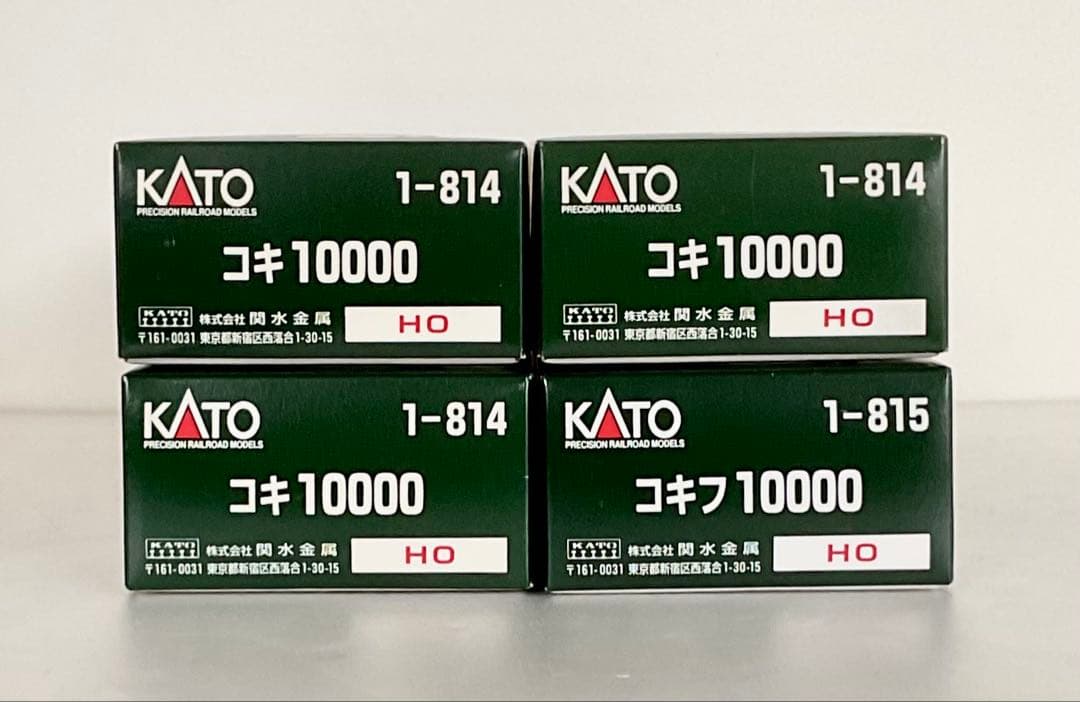 KATO 1-814
PRECISION RAILROAD MODELS
コキ10000
KATO 株式会社 関水金属 HO
〒161-0031 東京都新宿区西落合1-30-15
KATO 1-814
PRECISION RAILROAD MODELS
コキ10000
KATO 株式会社 関水金属 HO
〒161-0031 東京都新宿区西落合1-30-15
KATO 1-814
PRECISION RAILROAD MODELS
コキ10000
KATO 株式会社 関水金属 HO
〒161-0031 東京都新宿区西落合1-30-15
KATO 1-815
PRECISION RAILROAD MODELS
コキフ10000
KATO 株式会社 関水金属 HO
〒161-0031 東京都新宿区西落合1-30-15